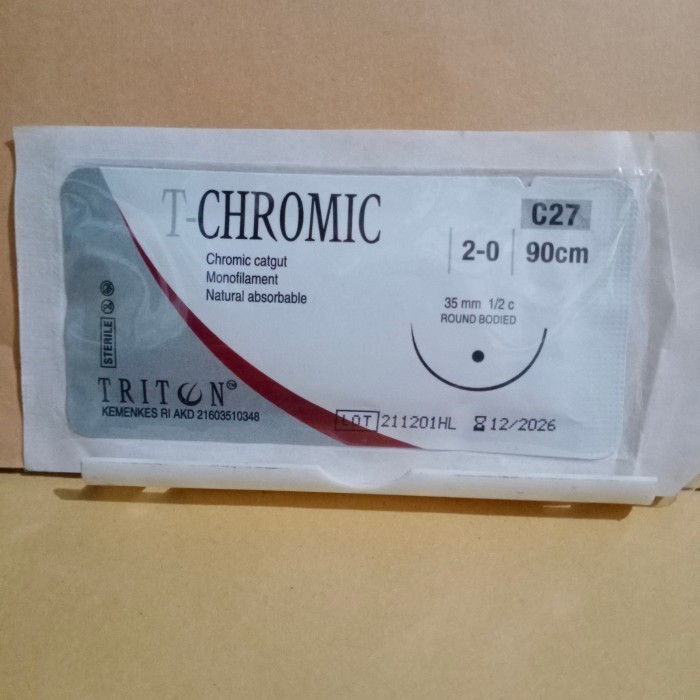 T-CHROMIC
C27
2-0 90cm
Chromic catgut
Monofilament
Natural absorbable
35 mm 1/2 c
ROUND BODIED
STERILE
TRITON™
KEMENKES RI AKD 21603510348
LOT 211201HL 12/2026